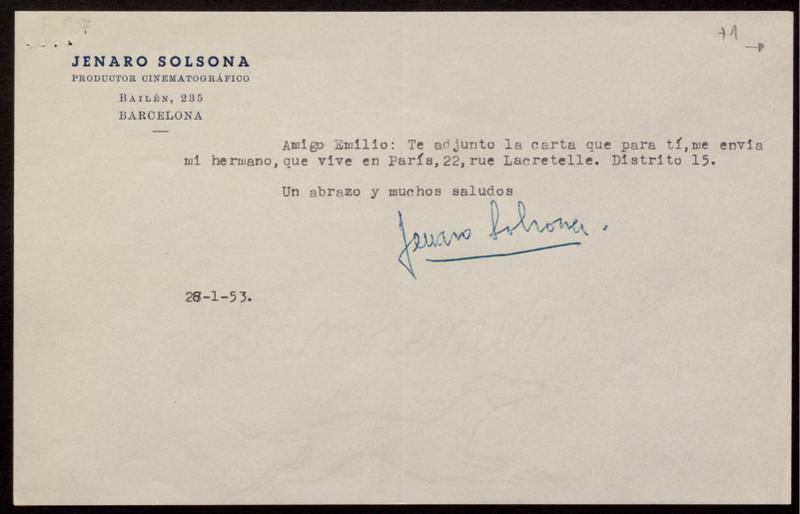 +1
JENARO SOLSONA
PRODUCTOR CINEMATOGRÁFICO
BAILÉN, 235
BARCELONA
Amigo Emilio: Te adjunto la carta que para tí,me envia
mi hermano,que vive en París,22,rue Lacretelle. Distrito 15.
Un abrazo y muchos saludos
Jenaro Solsona.
28-1-53.